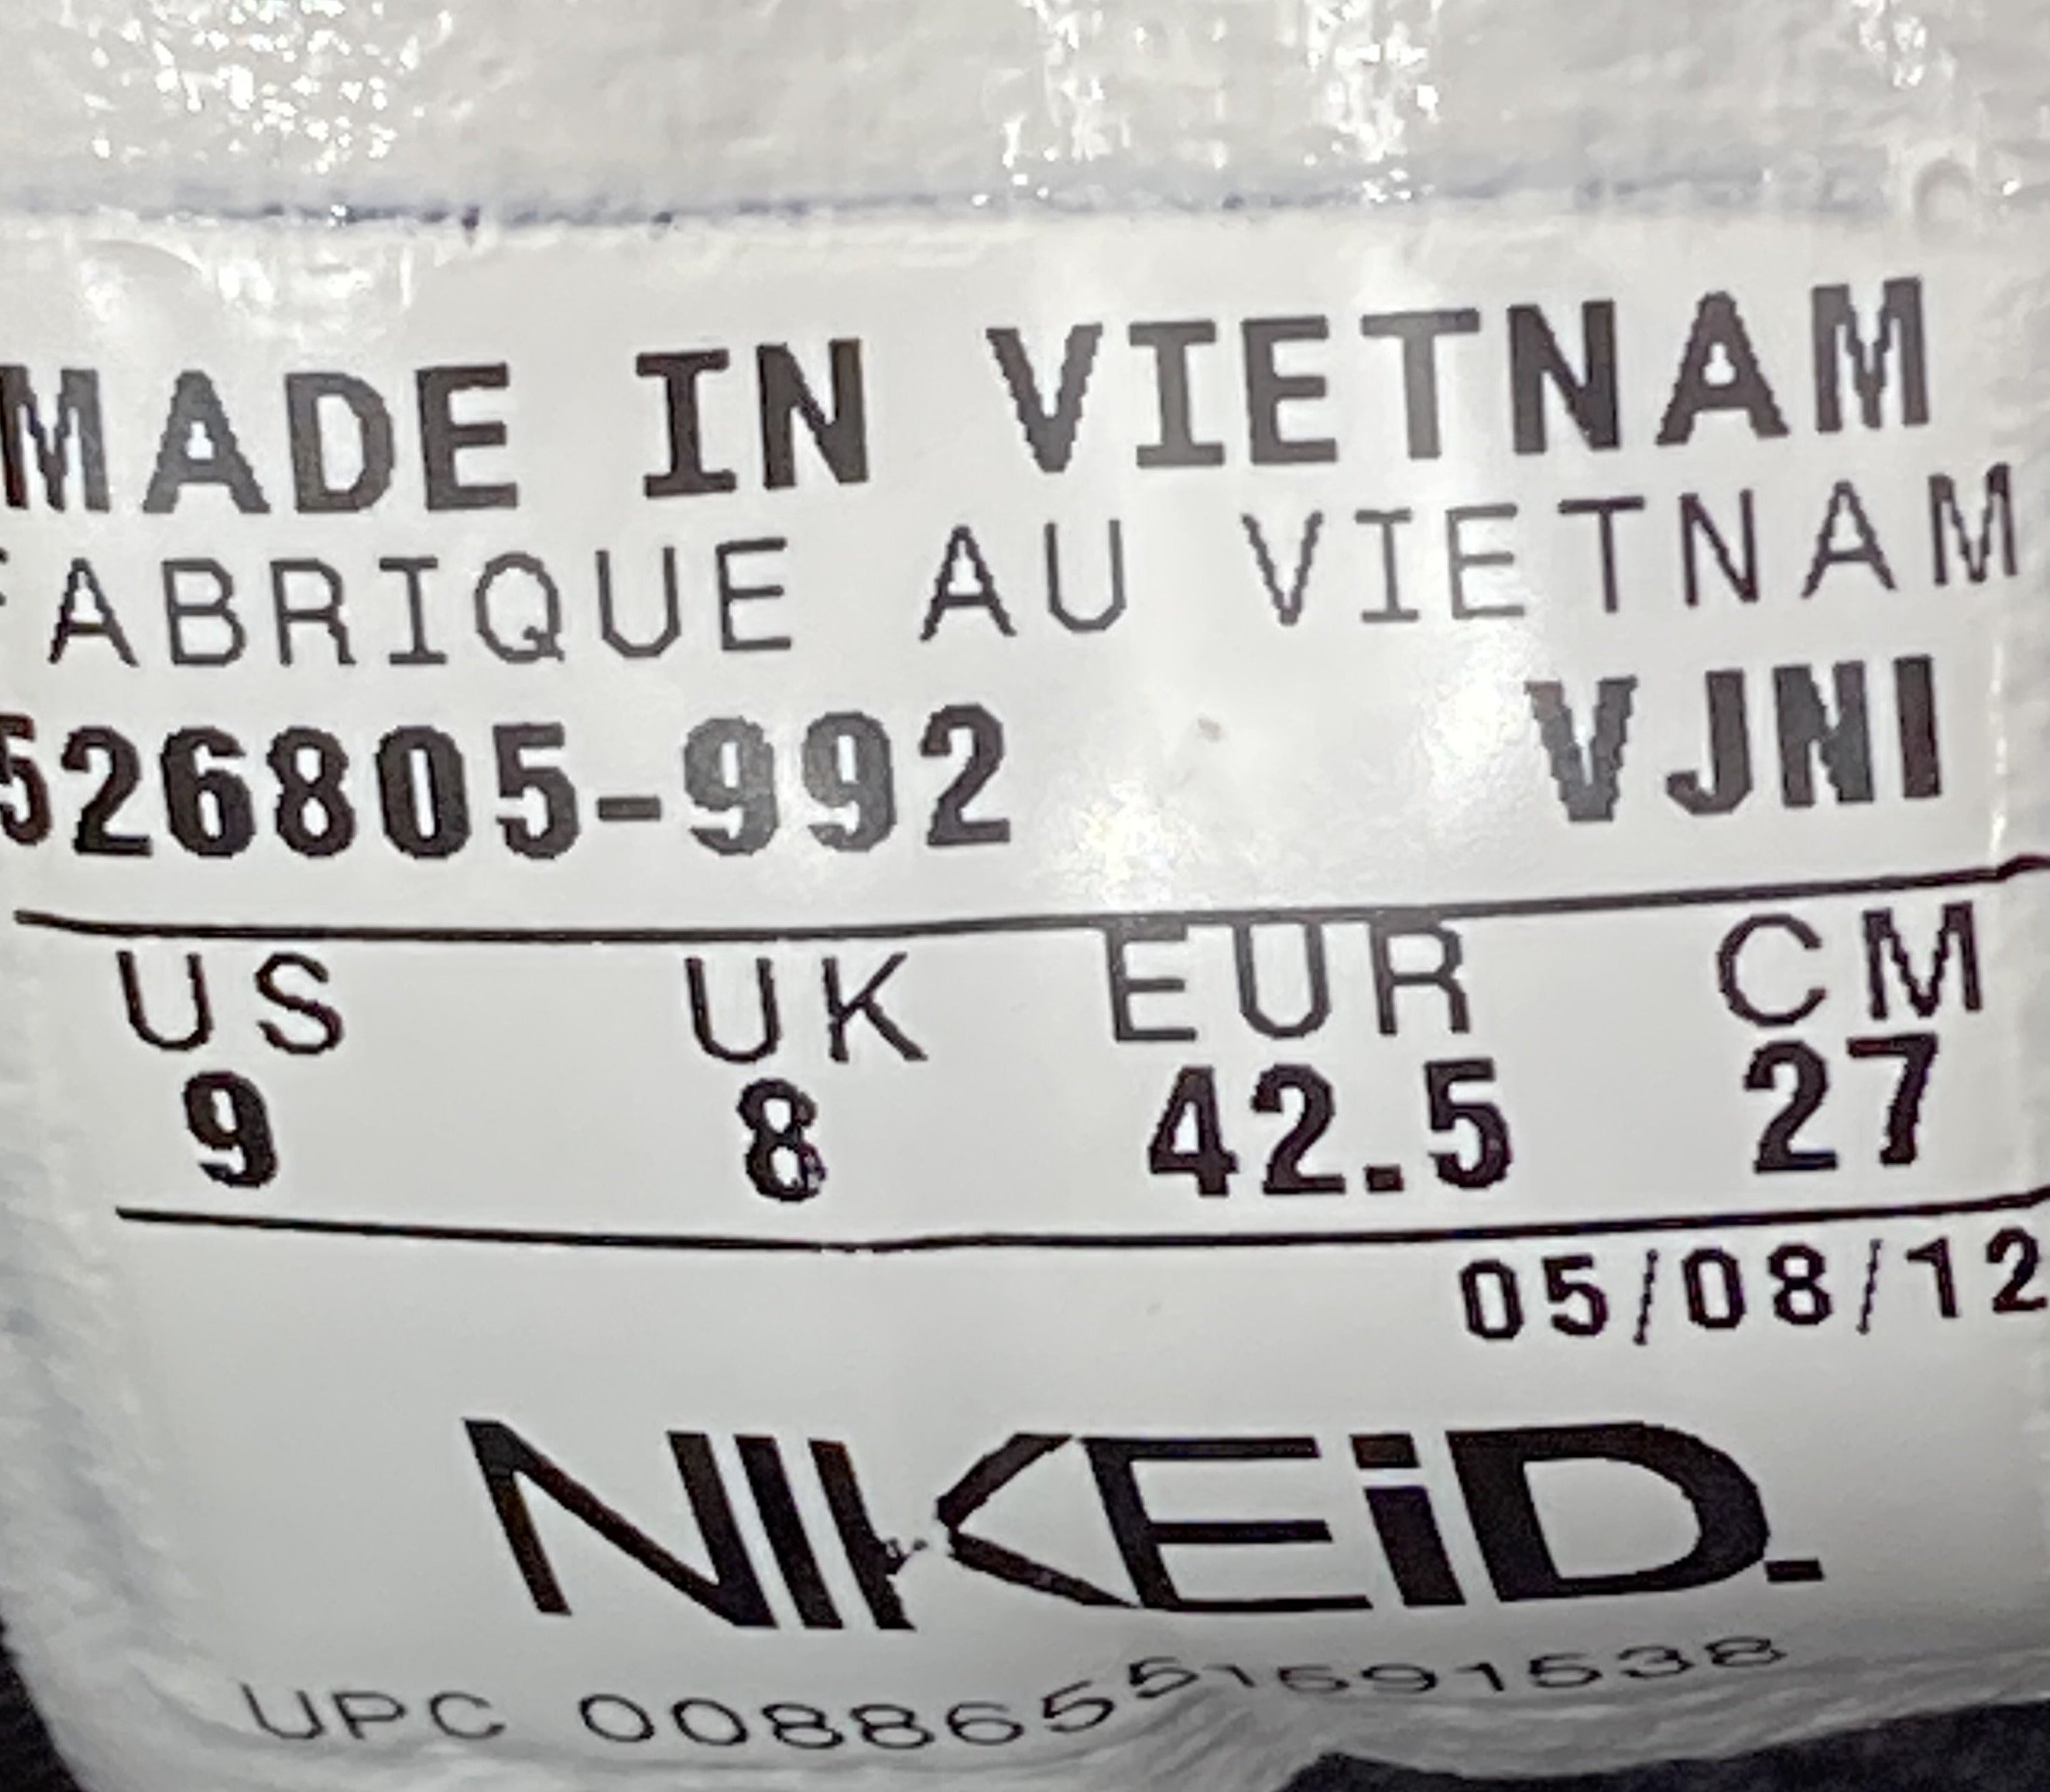 MADE IN VIETNAM
FABRIQUE AU VIETNAM
526805-992 VJNI
US UK EUR CM
9 8 42.5 27
05/08/12
NIKEiD.
UPC 00886551691538